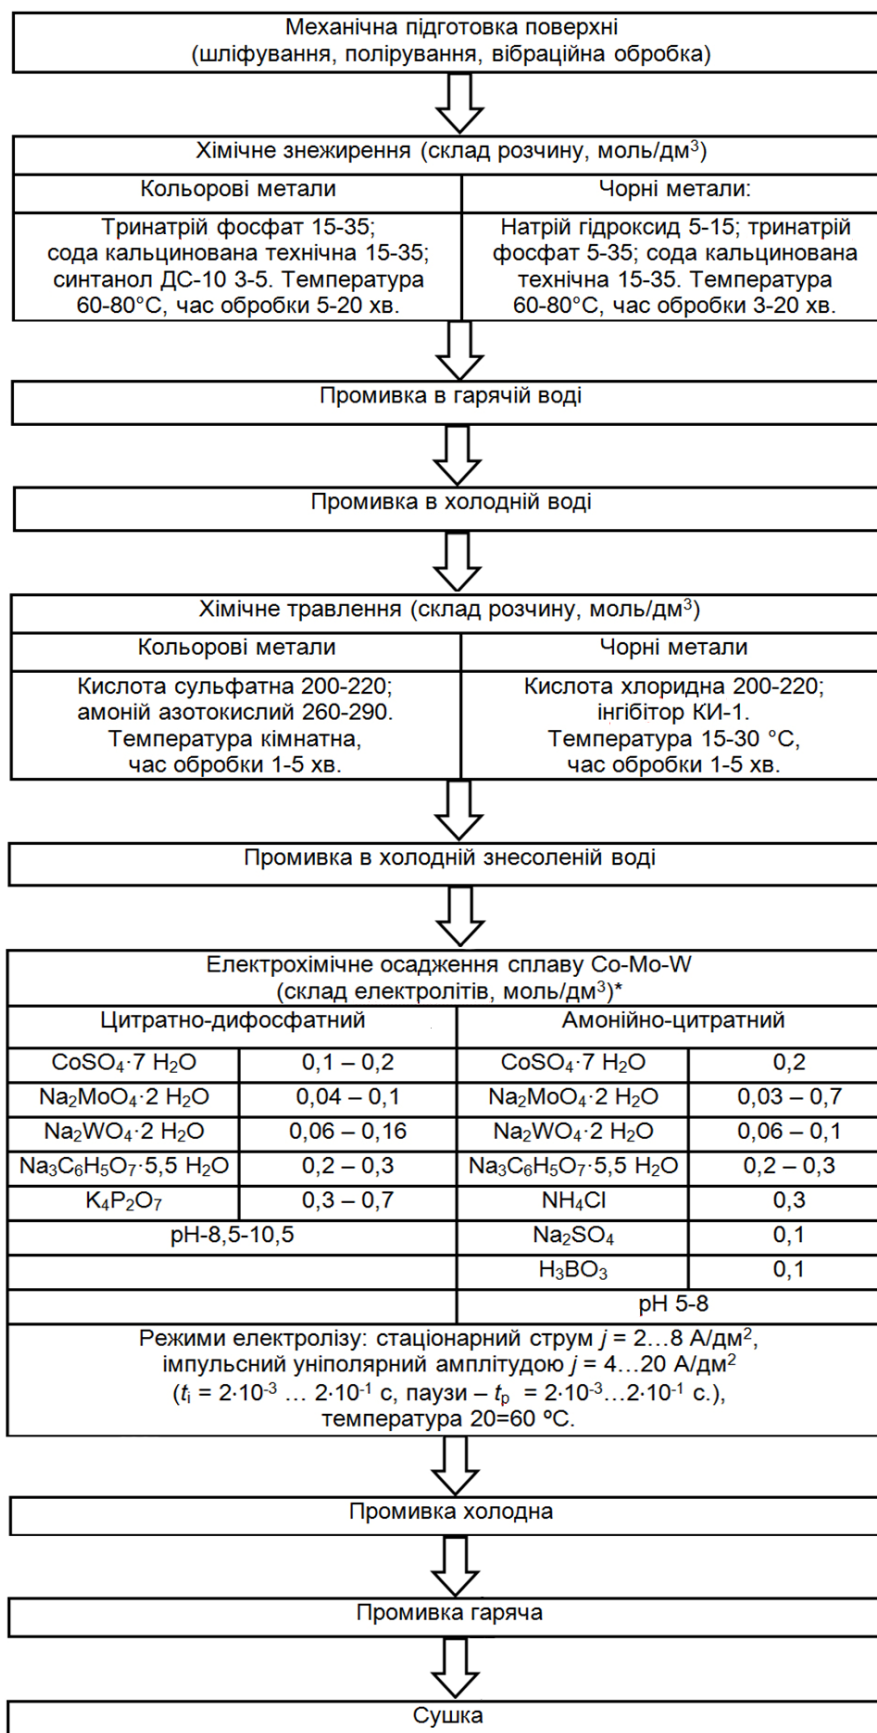 Механічна підготовка поверхні
(шліфування, полірування, вібраційна обробка)
Хімічне знежирення (склад розчину, моль/дм³)
Кольорові метали
Чорні метали:
Тринатрій фосфат 15-35;
сода кальцинована технічна 15-35;
синтанол ДС-10 3-5. Температура
60-80°С, час обробки 5-20 хв.
Натрій гідроксид 5-15; тринатрій
фосфат 5-35; сода кальцинована
технічна 15-35. Температура
60-80°С, час обробки 3-20 хв.
Промивка в гарячій воді
Промивка в холодній воді
Хімічне травлення (склад розчину, моль/дм³)
Кольорові метали
Чорні метали
Кислота сульфатна 200-220;
амоній азотокислий 260-290.
Температура кімнатна,
час обробки 1-5 хв.
Кислота хлоридна 200-220;
інгібітор КИ-1.
Температура 15-30 °С,
час обробки 1-5 хв.
Промивка в холодній знесоленій воді
Електрохімічне осадження сплаву Co-Mo-W
(склад електролітів, моль/дм³)*
Цитратно-дифосфатний
Амонійно-цитратний
CoSO₄·7 H₂O 0,1 – 0,2 CoSO₄·7 H₂O 0,2
Na₂MoO₄·2 H₂O 0,04 – 0,1 Na₂MoO₄·2 H₂O 0,03 – 0,7
Na₂WO₄·2 H₂O 0,06 – 0,16 Na₂WO₄·2 H₂O 0,06 – 0,1
Na₃C₆H₅O₇·5,5 H₂O 0,2 – 0,3 Na₃C₆H₅O₇·5,5 H₂O 0,2 – 0,3
K₄P₂O₇ 0,3 – 0,7 NH₄Cl 0,3
pH-8,5-10,5 Na₂SO₄ 0,1
H₃BO₃ 0,1
pH 5-8
Режими електролізу: стаціонарний струм j = 2…8 А/дм²,
імпульсний уніполярний амплітудою j = 4…20 А/дм²
(tᵢ = 2·10⁻³ … 2·10⁻¹ с, паузи – tₚ = 2·10⁻³…2·10⁻¹ с.),
температура 20=60 ºС.
Промивка холодна
Промивка гаряча
Сушка